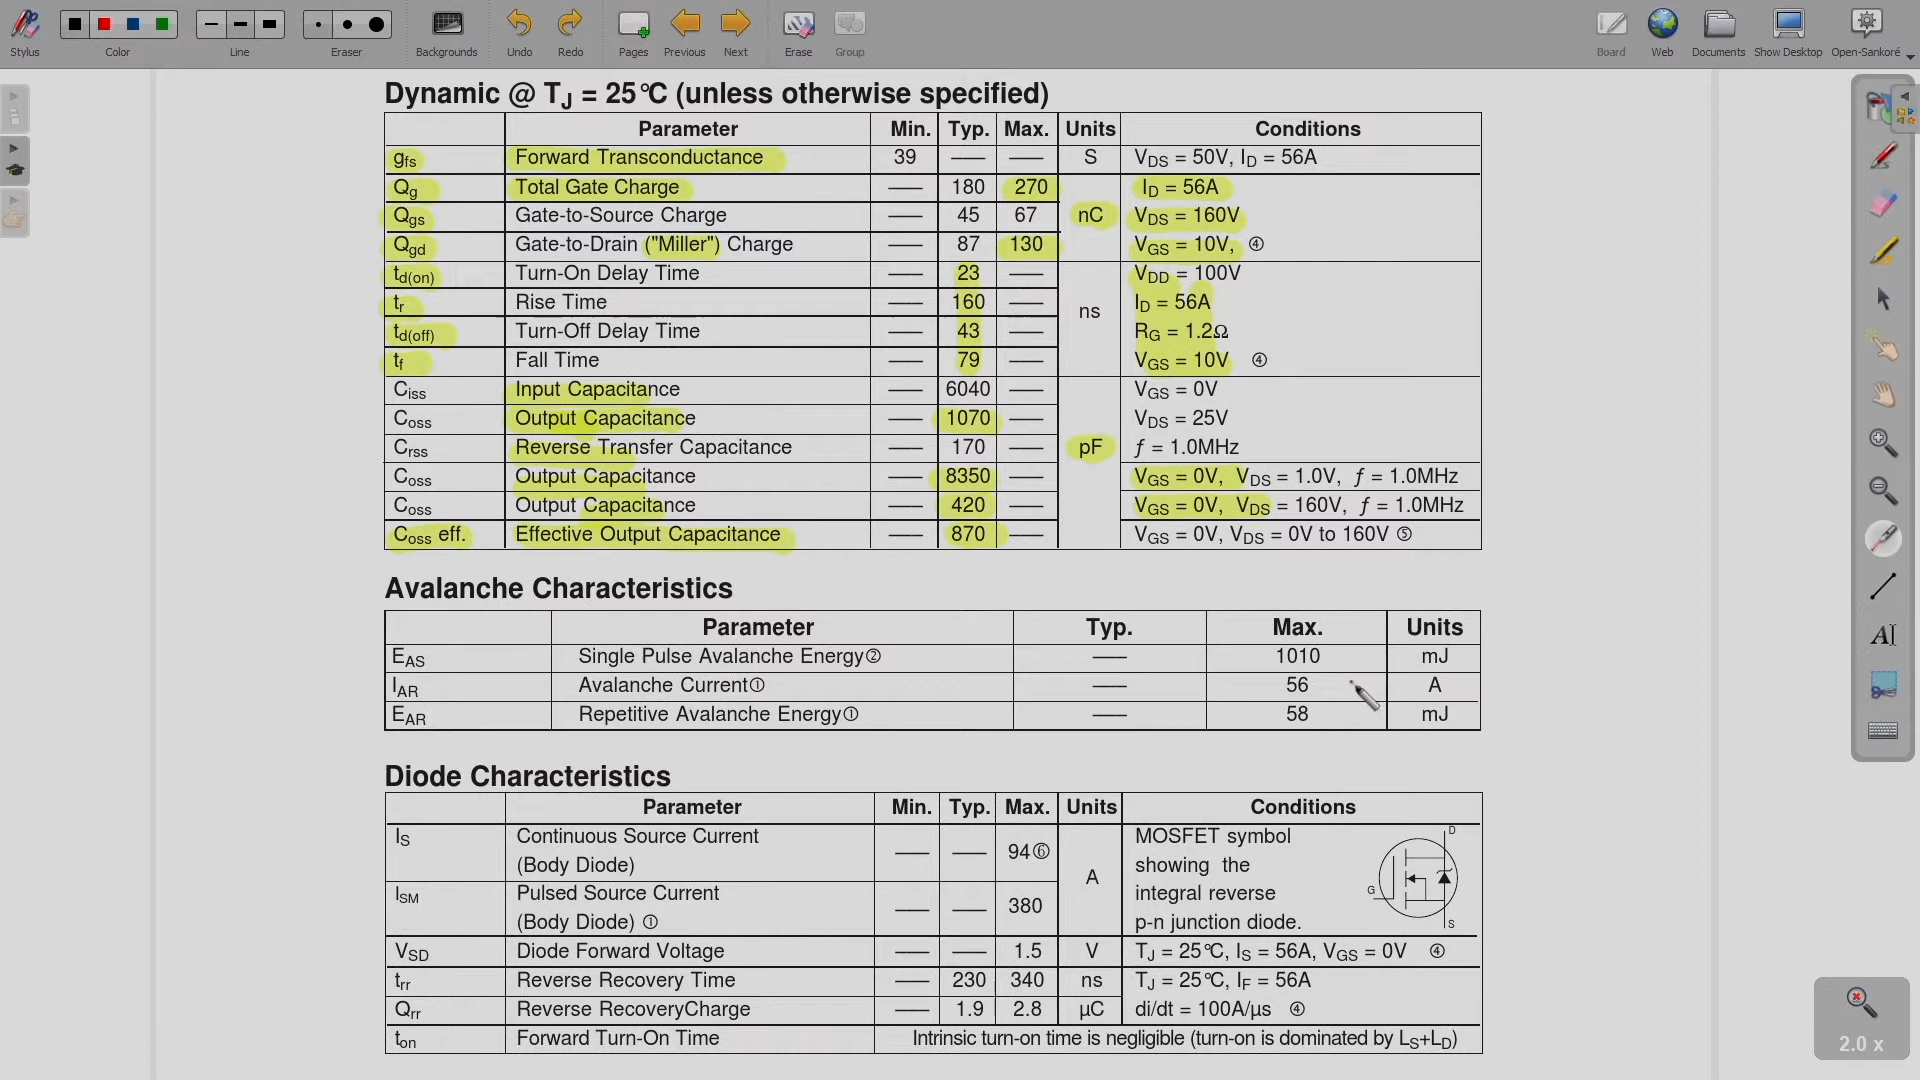 Stylus Color Line Eraser Backgrounds Undo Redo Pages Previous Next Erase Group Board Web Documents Show Desktop Open-Sankoré
Dynamic @ TJ = 25°C (unless otherwise specified)
Parameter Min. Typ. Max. Units Conditions
gfs Forward Transconductance 39 –– –– S VDS = 50V, ID = 56A
Qg Total Gate Charge –– 180 270 ID = 56A
Qgs Gate-to-Source Charge –– 45 67 nC VDS = 160V
Qgd Gate-to-Drain ("Miller") Charge –– 87 130 VGS = 10V, ④
td(on) Turn-On Delay Time –– 23 –– VDD = 100V
tr Rise Time –– 160 –– ns ID = 56A
td(off) Turn-Off Delay Time –– 43 –– RG = 1.2Ω
tf Fall Time –– 79 –– VGS = 10V ④
Ciss Input Capacitance –– 6040 –– VGS = 0V
Coss Output Capacitance –– 1070 –– VDS = 25V
Crss Reverse Transfer Capacitance –– 170 –– pF ƒ = 1.0MHz
Coss Output Capacitance –– 8350 –– VGS = 0V, VDS = 1.0V, ƒ = 1.0MHz
Coss Output Capacitance –– 420 –– VGS = 0V, VDS = 160V, ƒ = 1.0MHz
Coss eff. Effective Output Capacitance –– 870 –– VGS = 0V, VDS = 0V to 160V ⑤
Avalanche Characteristics
Parameter Typ. Max. Units
EAS Single Pulse Avalanche Energy② –– 1010 mJ
IAR Avalanche Current① –– 56 A
EAR Repetitive Avalanche Energy① –– 58 mJ
Diode Characteristics
Parameter Min. Typ. Max. Units Conditions
IS Continuous Source Current –– –– 94⑥ MOSFET symbol D
(Body Diode) A showing the
ISM Pulsed Source Current –– –– 380 integral reverse G
(Body Diode) ① p-n junction diode. S
VSD Diode Forward Voltage –– –– 1.5 V TJ = 25°C, IS = 56A, VGS = 0V ④
trr Reverse Recovery Time –– 230 340 ns TJ = 25°C, IF = 56A
Qrr Reverse RecoveryCharge –– 1.9 2.8 µC di/dt = 100A/µs ④
ton Forward Turn-On Time Intrinsic turn-on time is negligible (turn-on is dominated by LS+LD)
2.0 x